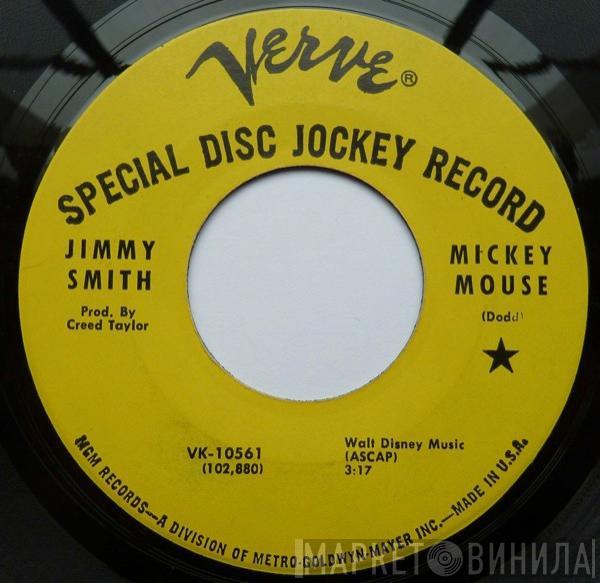 Verve®
SPECIAL DISC JOCKEY RECORD
JIMMY
SMITH
Prod. By
Creed Taylor
MICKEY
MOUSE
(Dodd)
VK-10561
(102,880)
Walt Disney Music
(ASCAP)
3:17
MGM RECORDS—A DIVISION OF METRO-GOLDWYN-MAYER INC.—MADE IN U.S.A.
МАРКЕТ ВИНИЛА